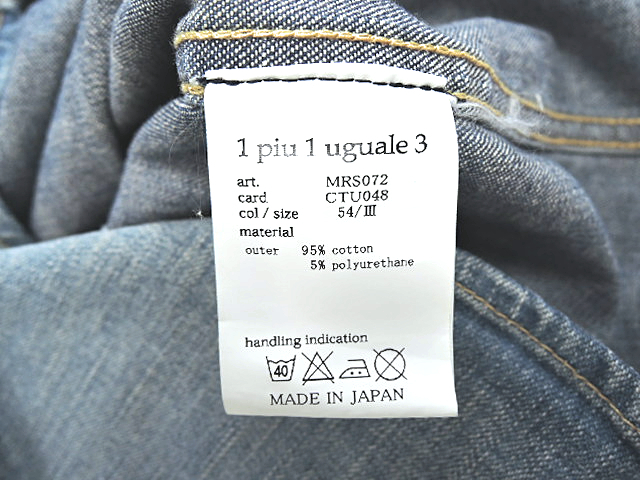 1 piu 1 uguale 3
art. MRS072
card CTU048
col / size 54/III
material
outer 95% cotton
5% polyurethane
handling indication
40
MADE IN JAPAN